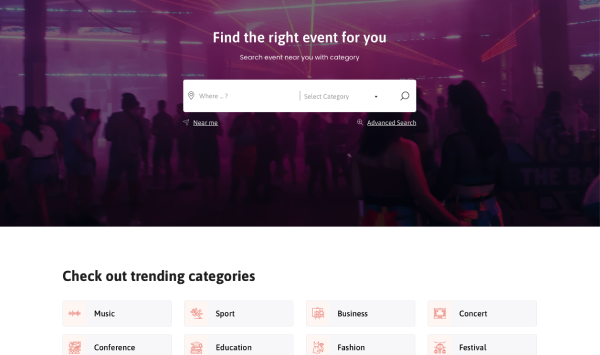 Find the right event for you
Search event near you with category
Where .. ?
Select Category
Near me
Advanced Search
Check out trending categories
Music
Sport
Business
Concert
Conference
Education
Fashion
Festival